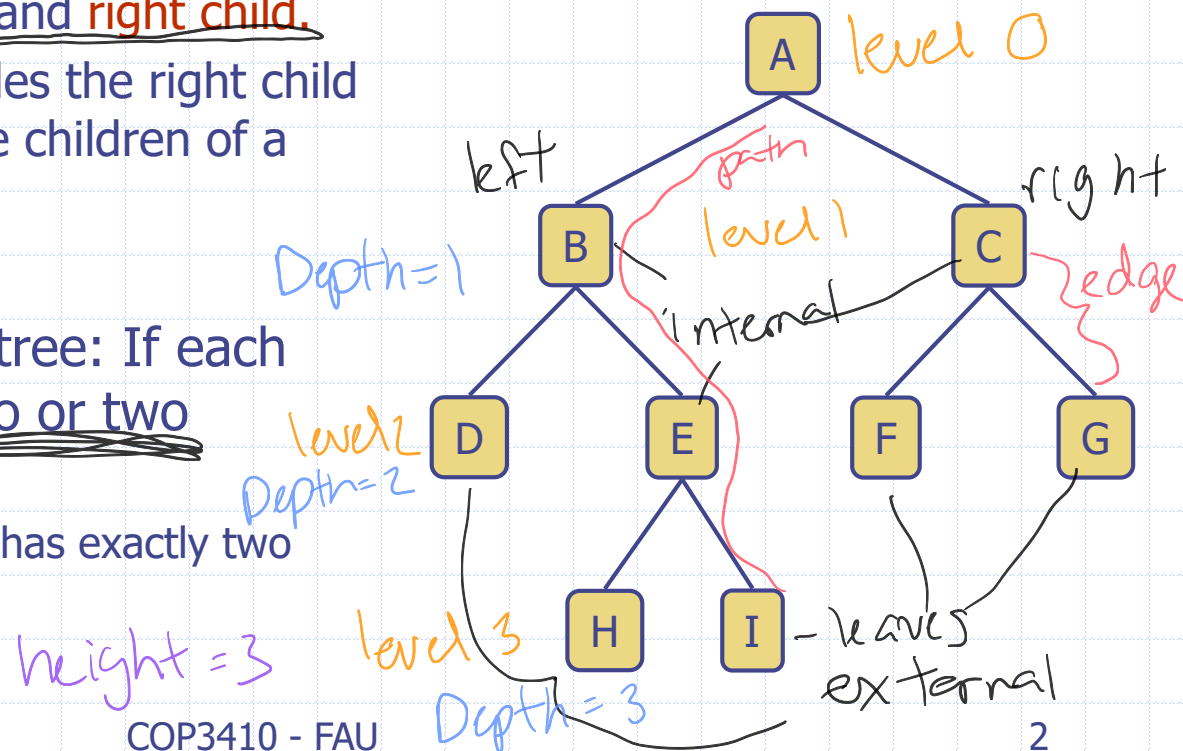 and right child.
les the right child
e children of a
tree: If each
o or two
has exactly two
A level 0
left
path
right
B
level 1
C
Depth=1
edge
internal
D
E
F
G
level2
Depth=2
H
I
- leaves
external
level 3
height = 3
Depth = 3
COP3410 - FAU
2